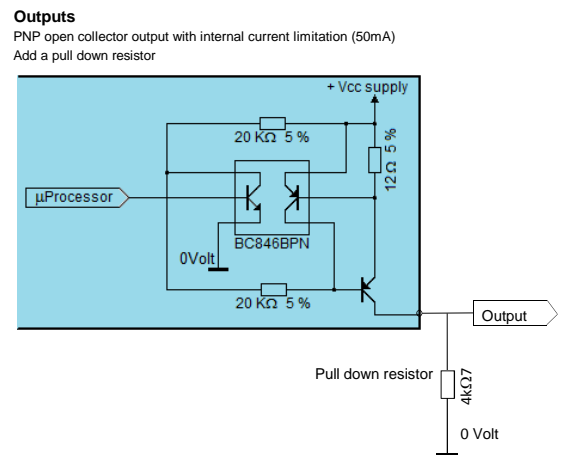 Outputs
PNP open collector output with internal current limitation (50mA)
Add a pull down resistor
+ Vcc supply
20 KΩ 5 %
12Ω 5 %
µProcessor
BC846BPN
0Volt
20 KΩ 5 %
Output
Pull down resistor
4kΩ7
0 Volt